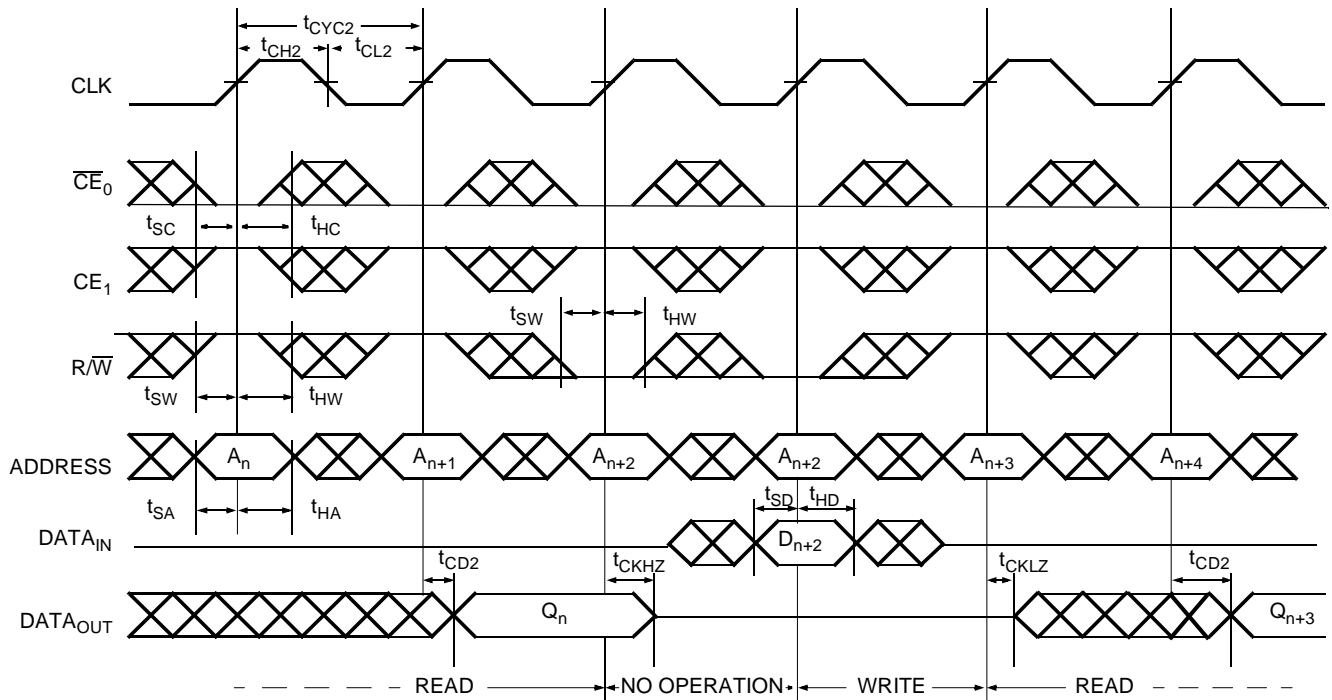 tCYC2
tCH2 tCL2
CLK
CE0
tSC tHC
CE1
tSW tHW
R/W
tSW tHW
An An+1 An+2 An+2 An+3 An+4
ADDRESS
tSA tHA tSD tHD
DATAIN Dn+2
tCD2 tCKHZ tCKLZ tCD2
DATAOUT Qn Qn+3
READ NO OPERATION WRITE READ